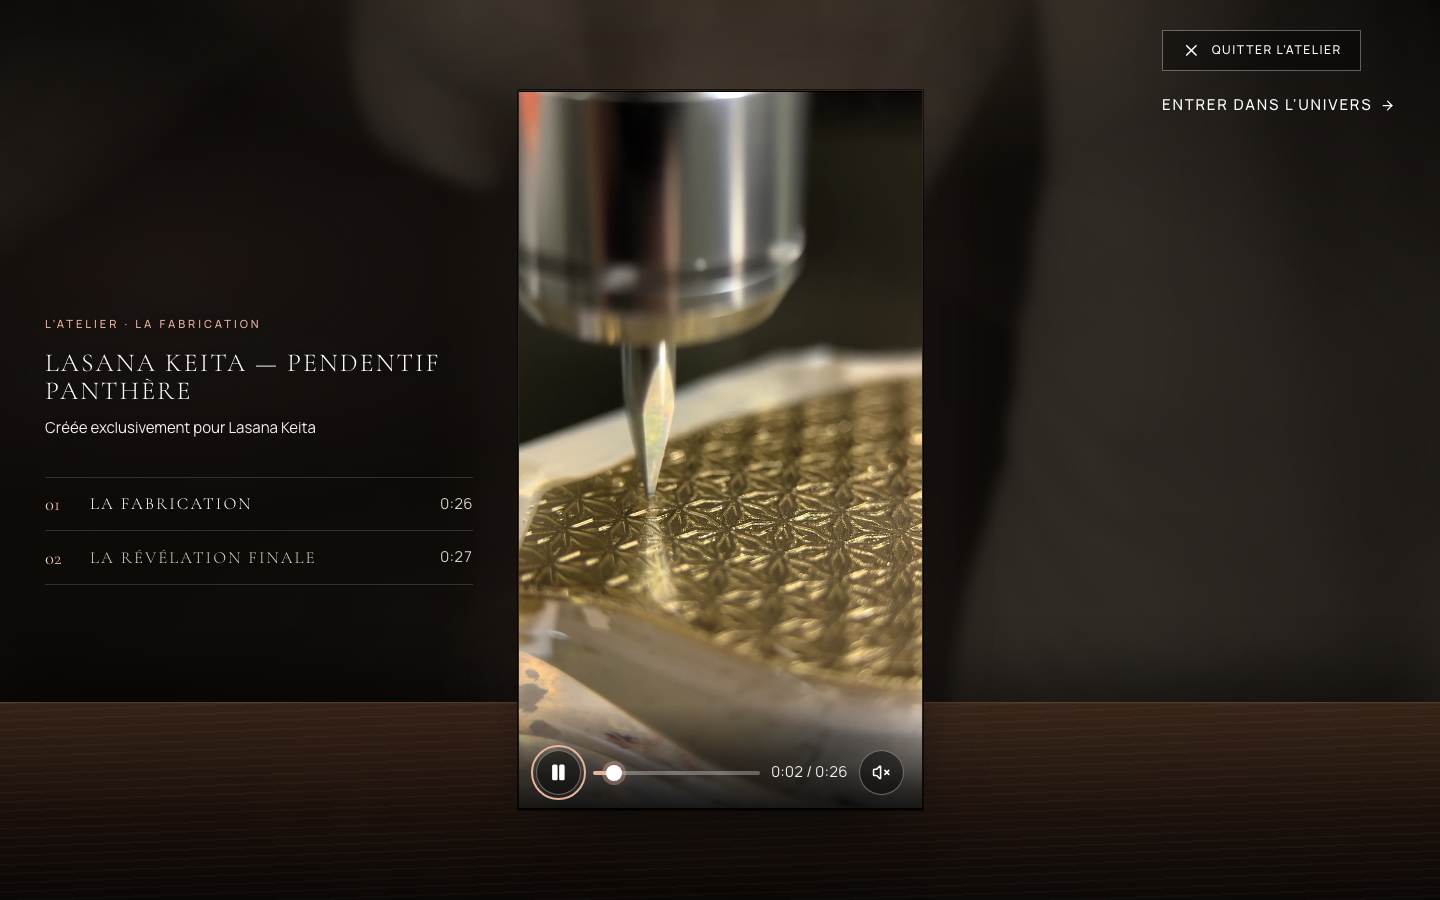 QUITTER L'ATELIER
ENTRER DANS L'UNIVERS →
L'ATELIER · LA FABRICATION
LASANA KEITA — PENDENTIF
PANTHÈRE
Créée exclusivement pour Lasana Keita
01 LA FABRICATION 0:26
02 LA RÉVÉLATION FINALE 0:27
0:02 / 0:26